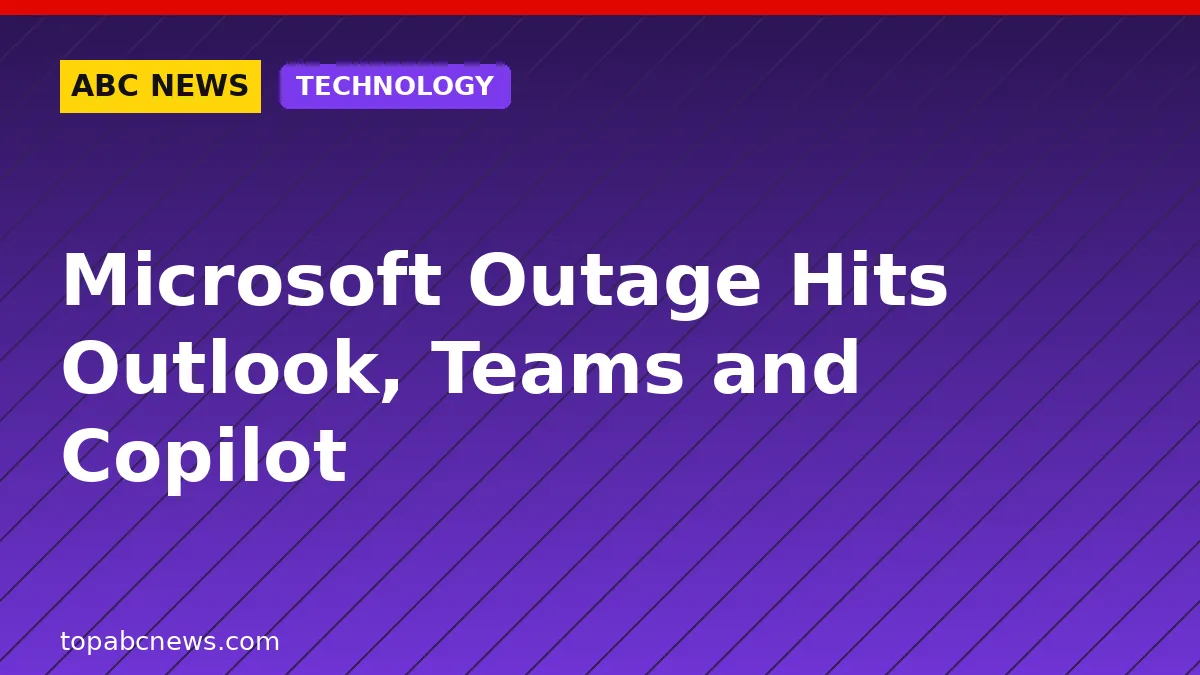 ABC NEWS
TECHNOLOGY
Microsoft Outage Hits
Outlook, Teams and
Copilot
topabcnews.com